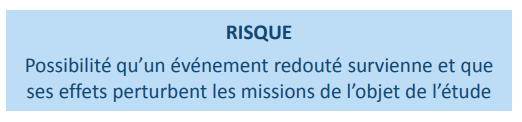 RISQUE
Possibilité qu’un événement redouté survienne et que
ses effets perturbent les missions de l’objet de l’étude